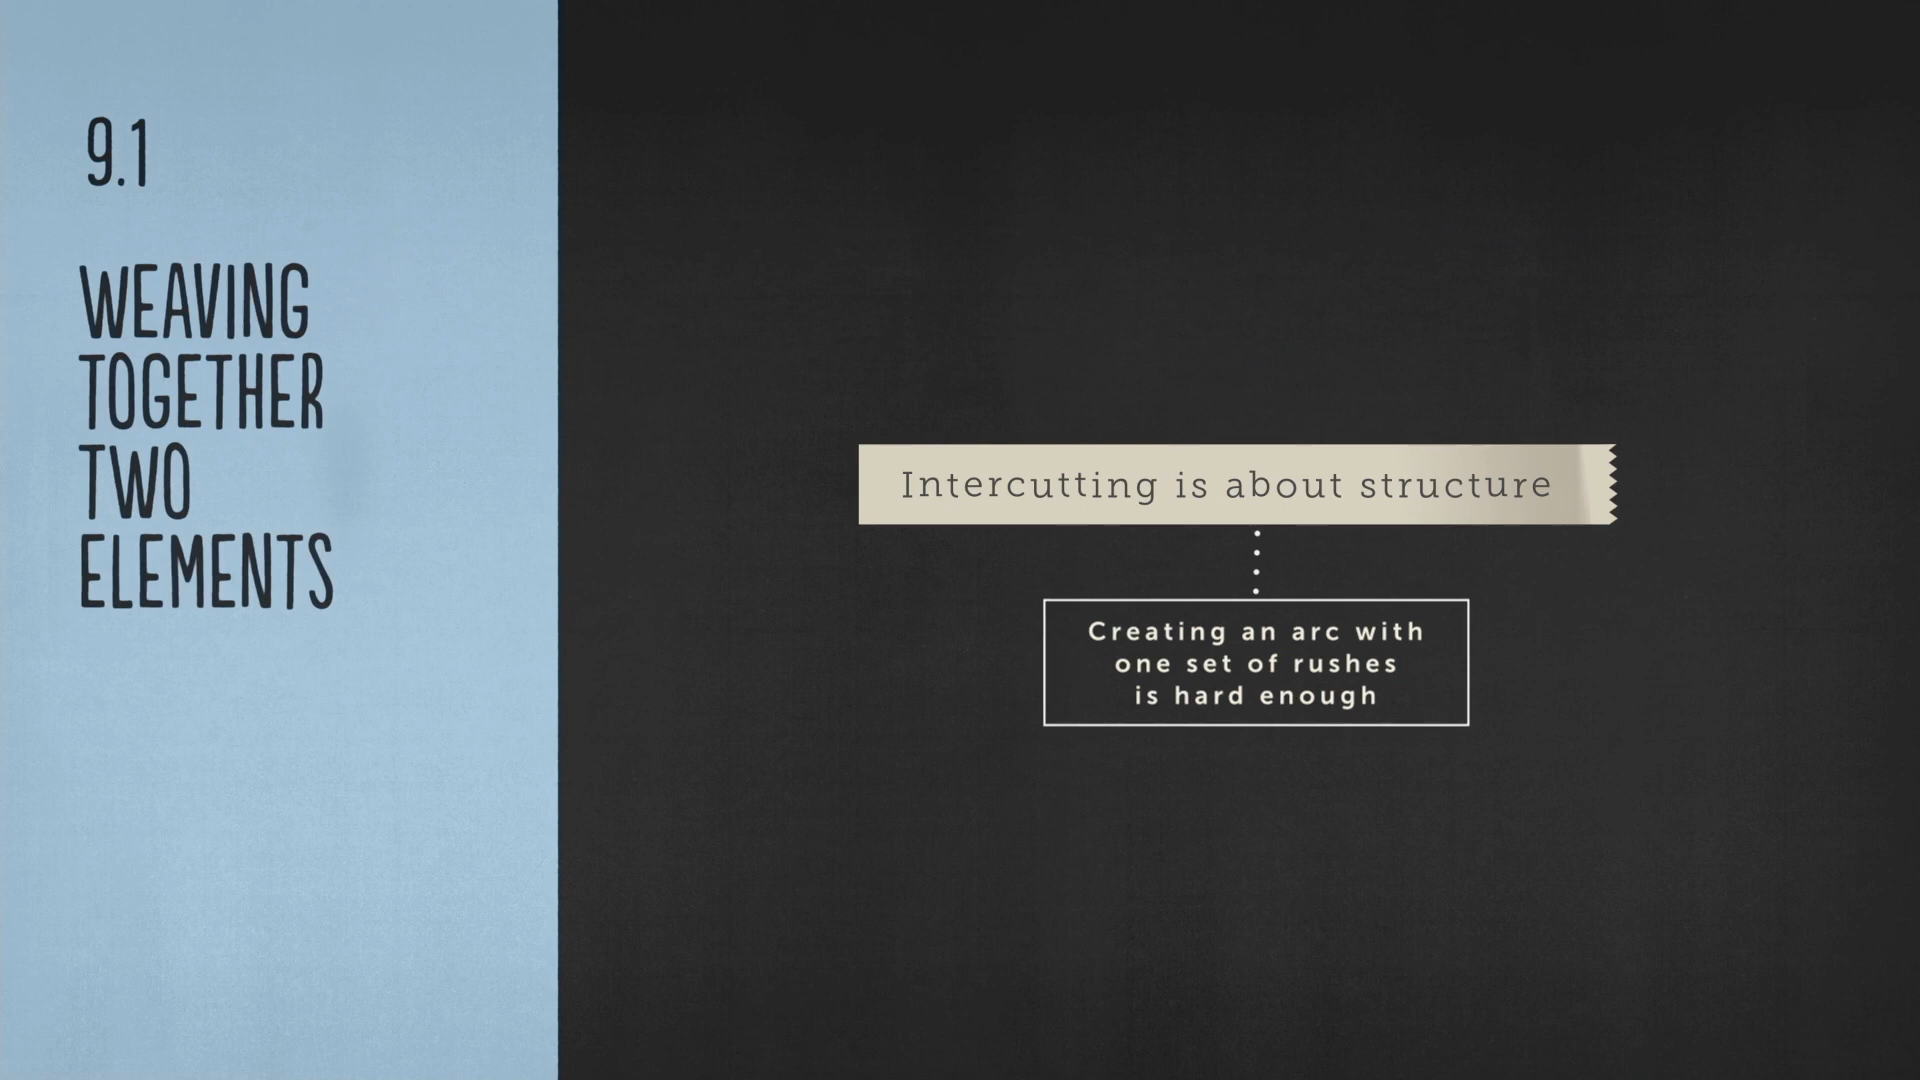 9.1
WEAVING
TOGETHER
TWO
ELEMENTS
Intercutting is about structure
Creating an arc with
one set of rushes
is hard enough